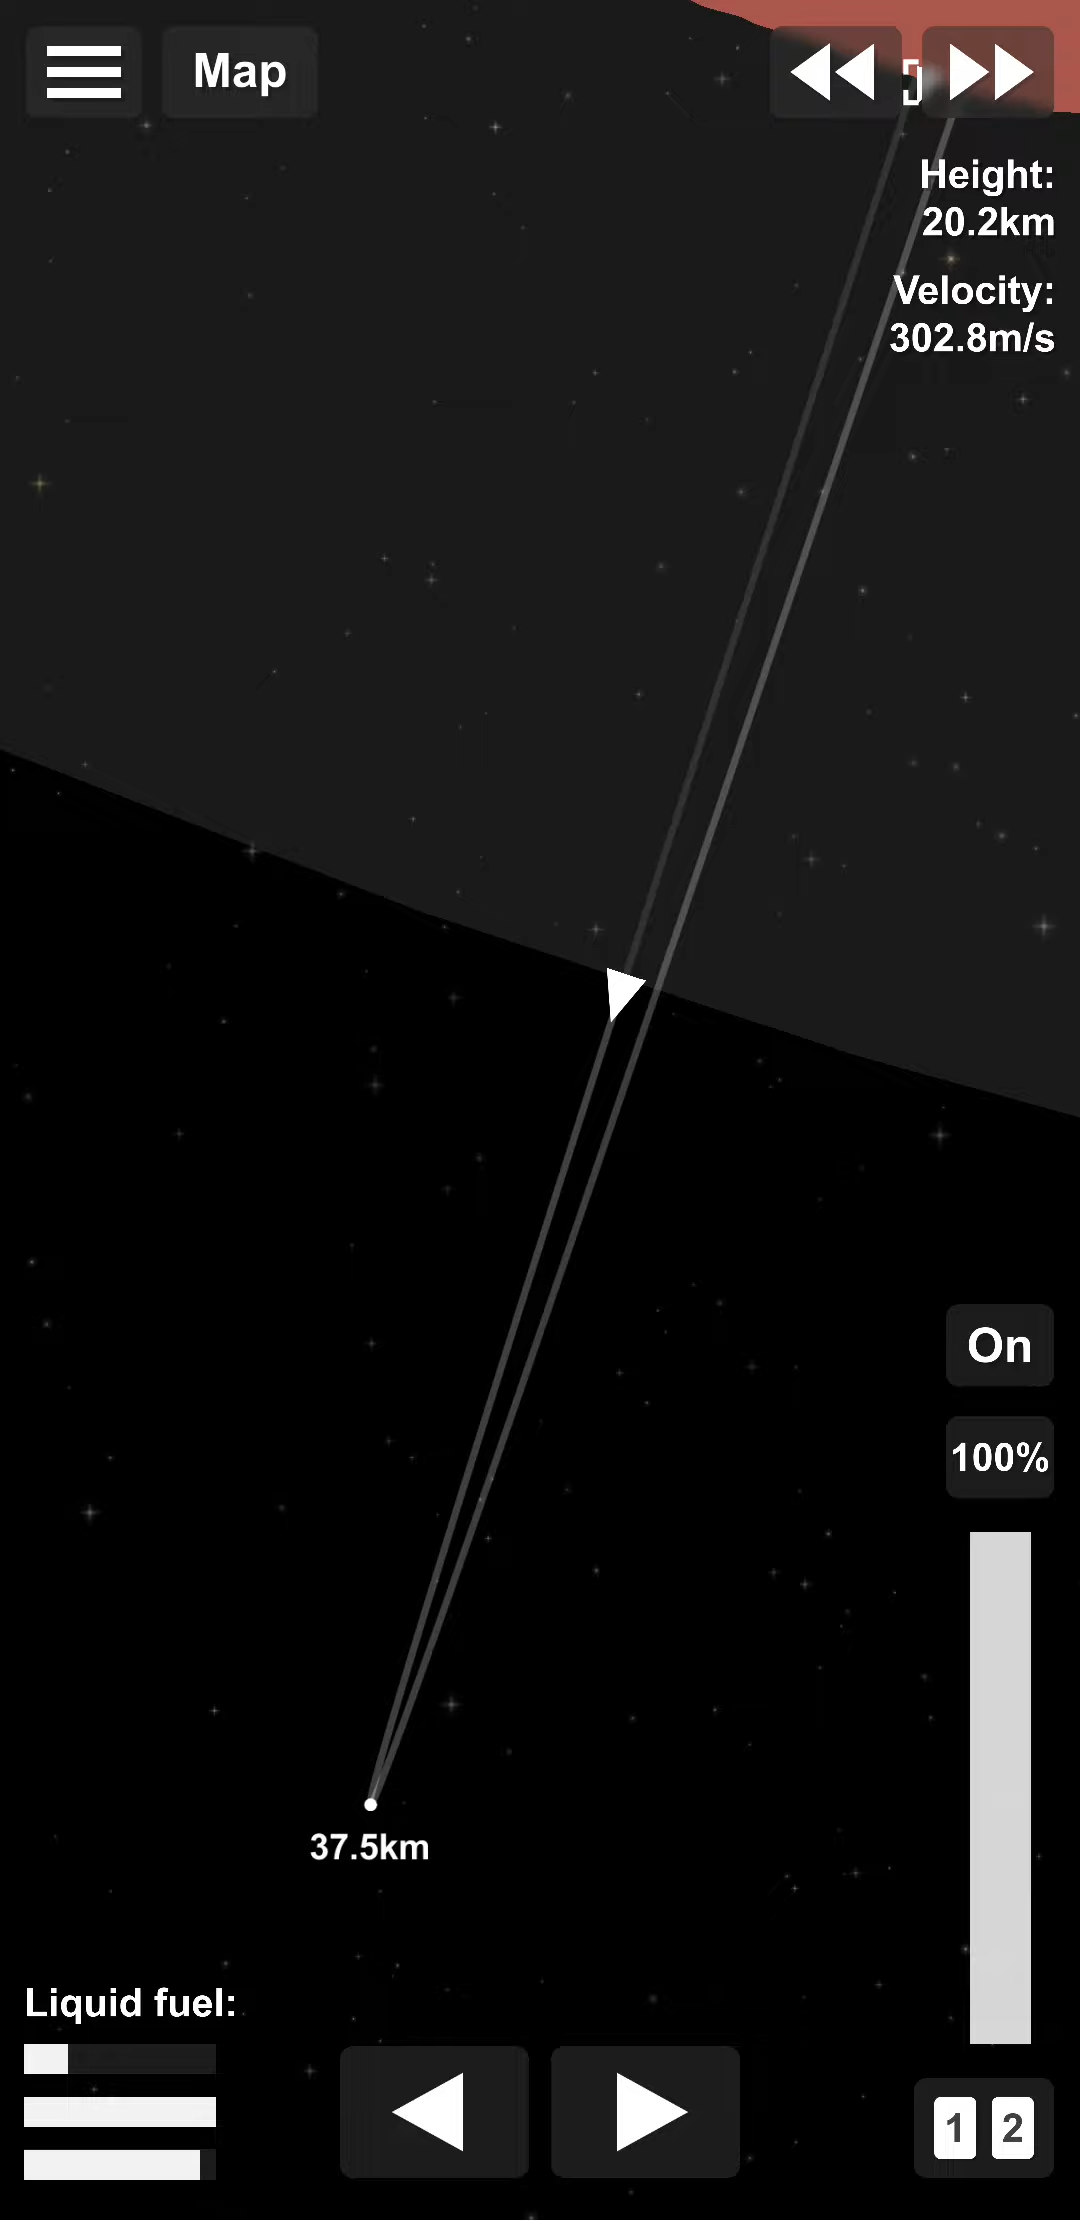 Map
Height:
20.2km
Velocity:
302.8m/s
On
100%
37.5km
Liquid fuel:
1 2